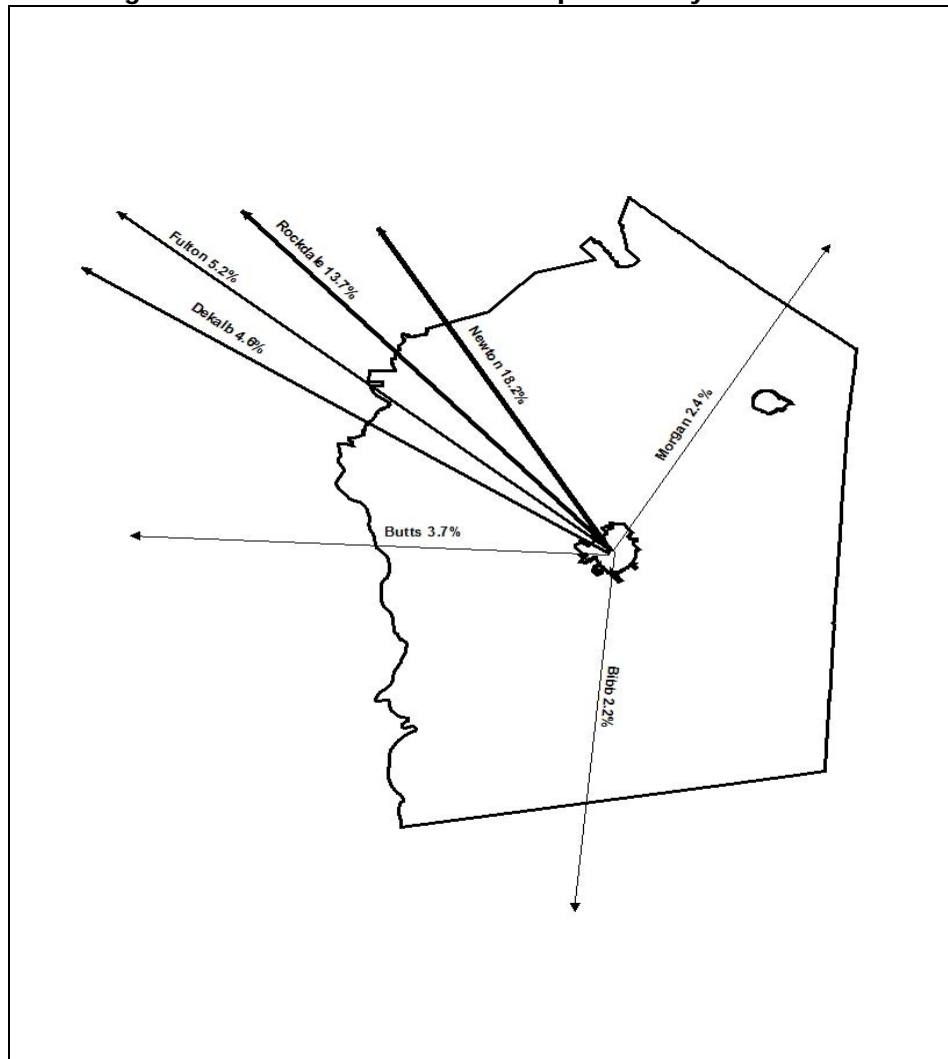 Fulton 5.2%
Rockdale 13.7%
Dekalb 4.6%
Newton 18.2%
Morgan 2.4%
Butts 3.7%
Bibb 2.2%